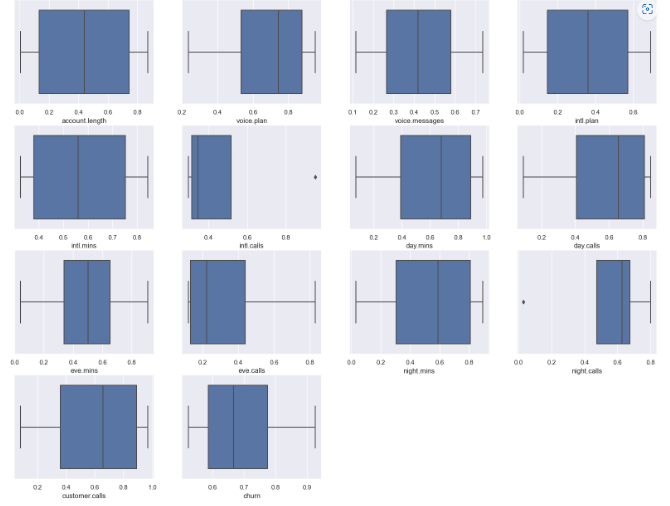 0.0 0.2 0.4 0.6 0.8
account.length
0.2 0.4 0.6 0.8
voice.plan
0.1 0.2 0.3 0.4 0.5 0.6 0.7
voice.messages
0.0 0.2 0.4 0.6
intl.plan
0.4 0.5 0.6 0.7 0.8
intl.mins
0.4 0.6 0.8
intl.calls
0.2 0.4 0.6 0.8 1.0
day.mins
0.2 0.4 0.6 0.8
day.calls
0.0 0.2 0.4 0.6 0.8
eve.mins
0.2 0.4 0.6 0.8
eve.calls
0.0 0.2 0.4 0.6 0.8
night.mins
0.0 0.2 0.4 0.6 0.8
night.calls
0.2 0.4 0.6 0.8 1.0
customer.calls
0.6 0.7 0.8 0.9
churn